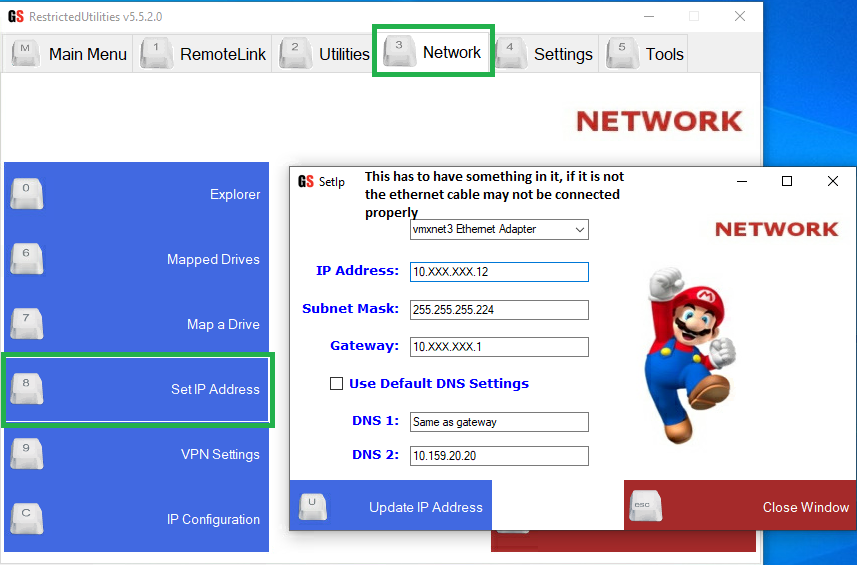 GS RestrictedUtilities v5.5.2.0
M Main Menu 1 RemoteLink 2 Utilities 3 Network 4 Settings 5 Tools
NETWORK
0 Explorer
6 Mapped Drives
7 Map a Drive
8 Set IP Address
9 VPN Settings
C IP Configuration
GS SetIp
This has to have something in it, if it is not
the ethernet cable may not be connected
properly
vmxnet3 Ethernet Adapter
NETWORK
IP Address: 10.XXX.XXX.12
Subnet Mask: 255.255.255.224
Gateway: 10.XXX.XXX.1
Use Default DNS Settings
DNS 1: Same as gateway
DNS 2: 10.159.20.20
U Update IP Address
esc Close Window